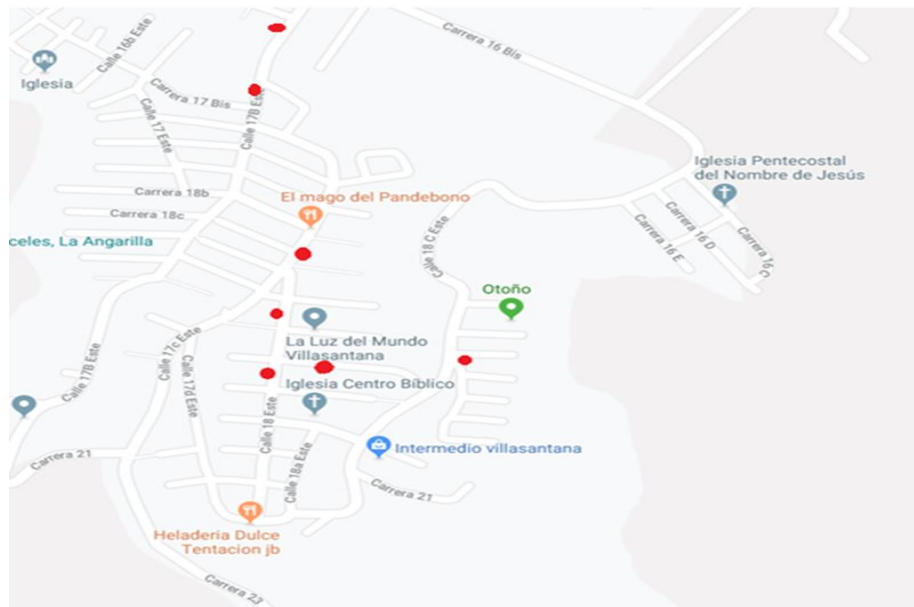 Carrera 16 Bis
Calle 16b Este
Iglesia
Carrera 17 Bis
Calle 17B Este
Calle 17 Este
Iglesia Pentecostal
del Nombre de Jesús
Carrera 18b
El mago del Pandebono
Carrera 18c
Carrera 16 D
Carrera 16 E
Carrera 16 C
celes, La Angarilla
Calle 18 C Este
Otoño
La Luz del Mundo
Villasantana
Calle 17c Este
Calle 17B Este
Calle 17d Este
Iglesia Centro Bíblico
Calle 18 Este
Intermedio villasantana
Carrera 21
Calle 18a Este
Carrera 21
Heladeria Dulce
Tentacion jb
Carrera 23